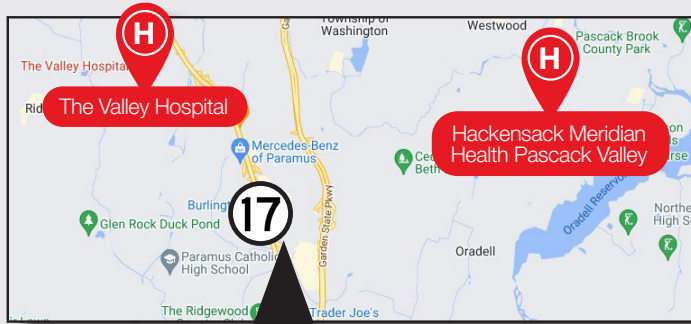 Township of
Washington
Westwood
H
H
Pascack Brook
County Park
The Valley Hospital
The Valley Hospital
Hackensack Meridian
Health Pascack Valley
Mercedes-Benz
of Paramus
Garden State Pkwy
17
Oradell Reservoir
Glen Rock Duck Pond
Oradell
High S
Paramus Catholic
High School
The Ridgewood
Trader Joe's